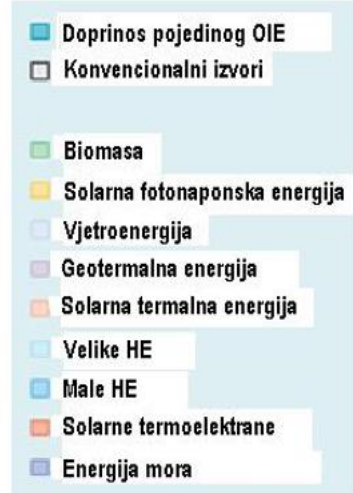 Doprinos pojedinog OIE
Konvencionalni izvori
Biomasa
Solarna fotonaponska energija
Vjetroenergija
Geotermalna energija
Solarna termalna energija
Velike HE
Male HE
Solarne termoelektrane
Energija mora